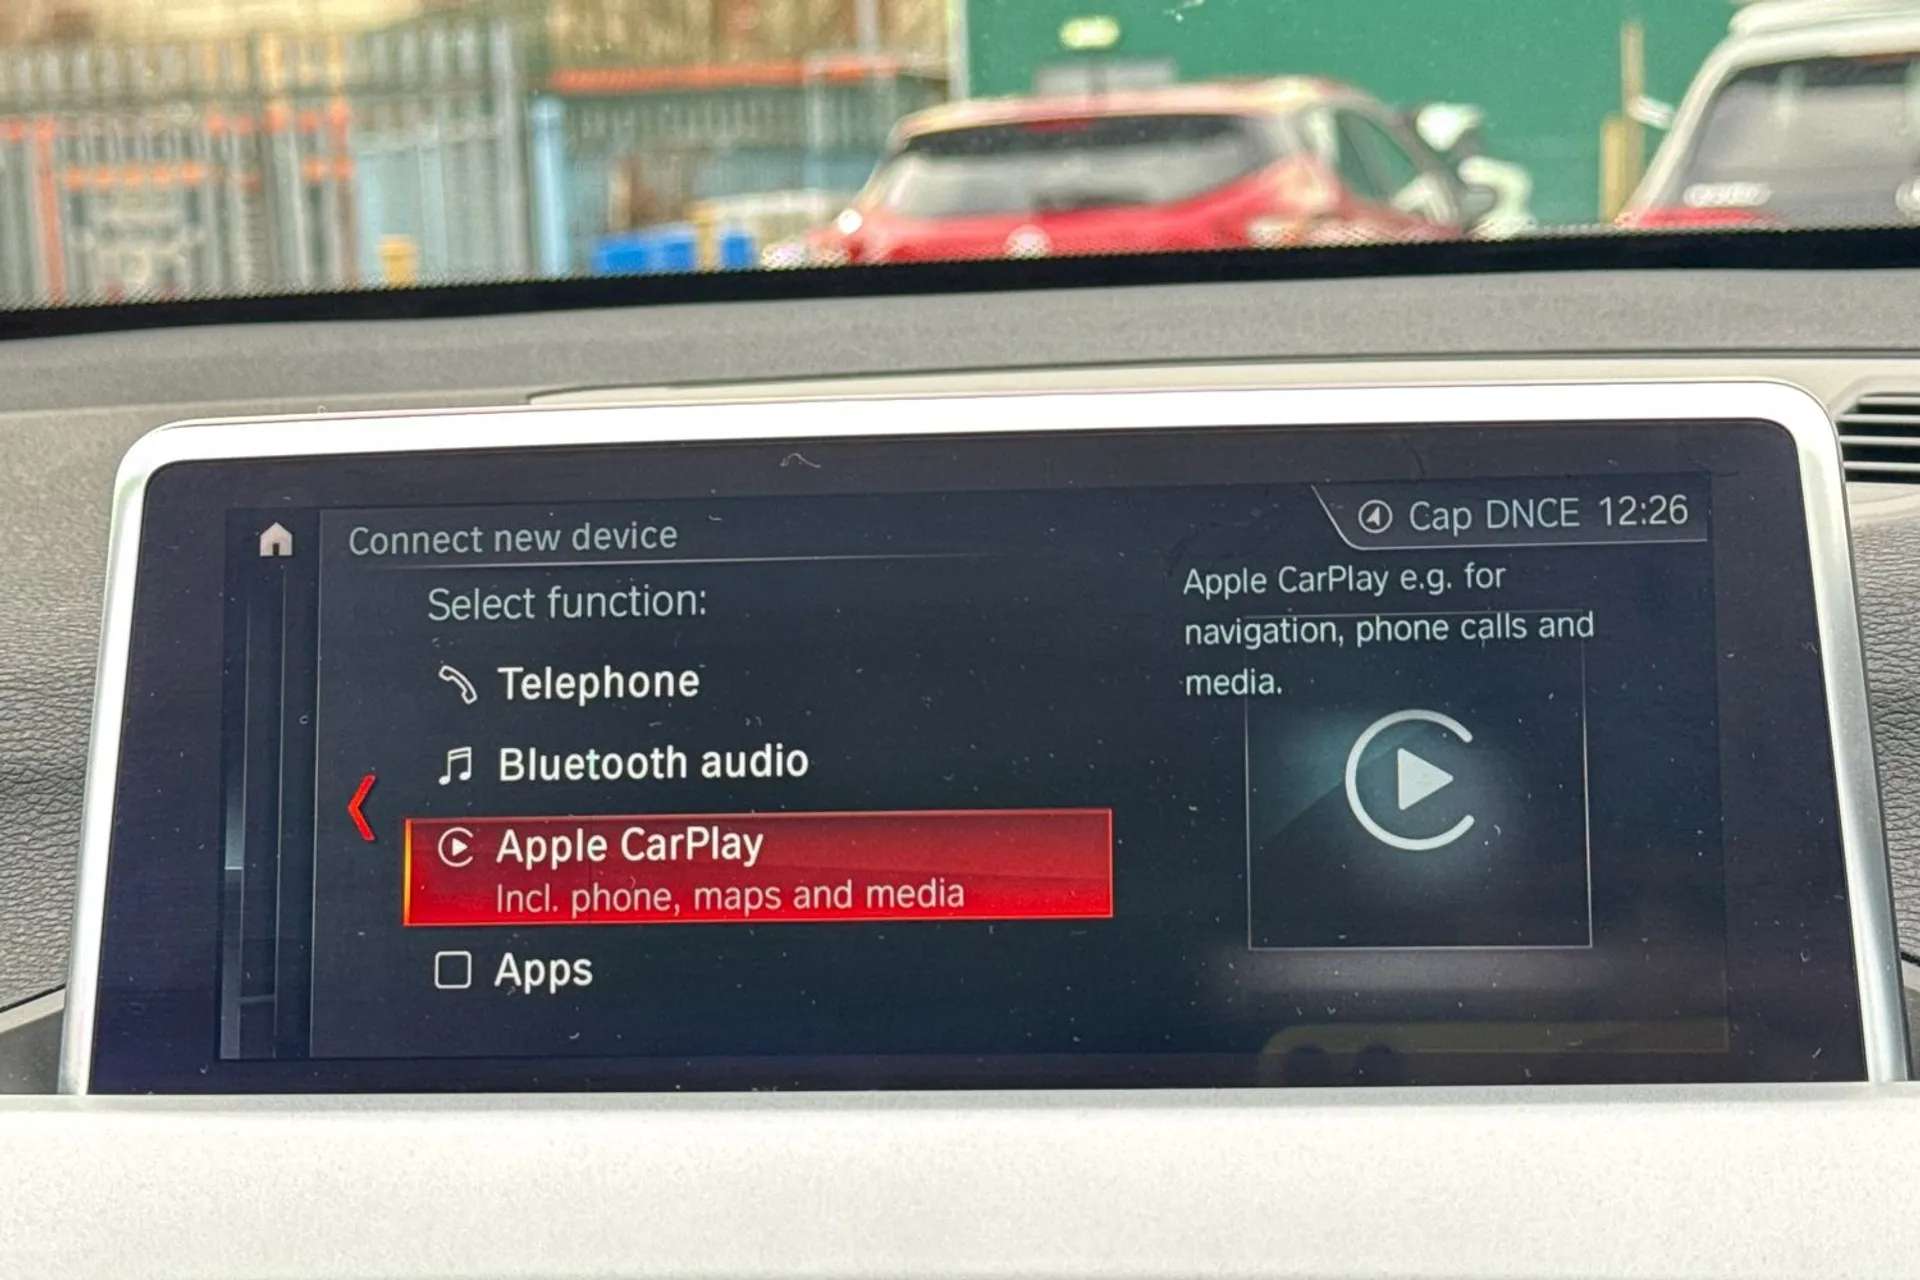 Connect new device
Cap DNCE 12:26
Select function:
Telephone
Bluetooth audio
Apple CarPlay
Incl. phone, maps and media
Apps
Apple CarPlay e.g. for
navigation, phone calls and
media.